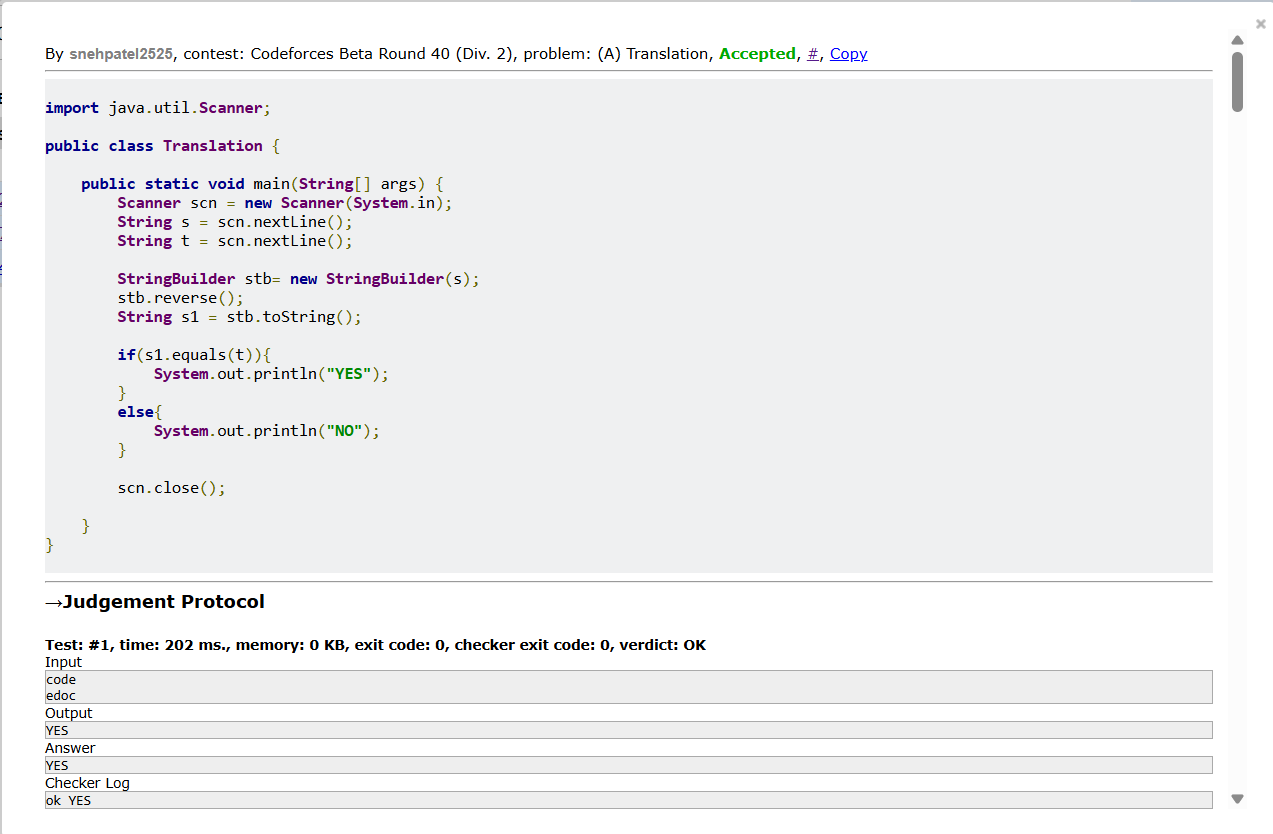 ×
By snehpatel2525, contest: Codeforces Beta Round 40 (Div. 2), problem: (A) Translation, Accepted, #, Copy
import java.util.Scanner;
public class Translation {
    public static void main(String[] args) {
        Scanner scn = new Scanner(System.in);
        String s = scn.nextLine();
        String t = scn.nextLine();
        StringBuilder stb= new StringBuilder(s);
        stb.reverse();
        String s1 = stb.toString();
        if(s1.equals(t)){
            System.out.println("YES");
        }
        else{
            System.out.println("NO");
        }
        scn.close();
    }
}
→Judgement Protocol
Test: #1, time: 202 ms., memory: 0 KB, exit code: 0, checker exit code: 0, verdict: OK
Input
code
edoc
Output
YES
Answer
YES
Checker Log
ok YES